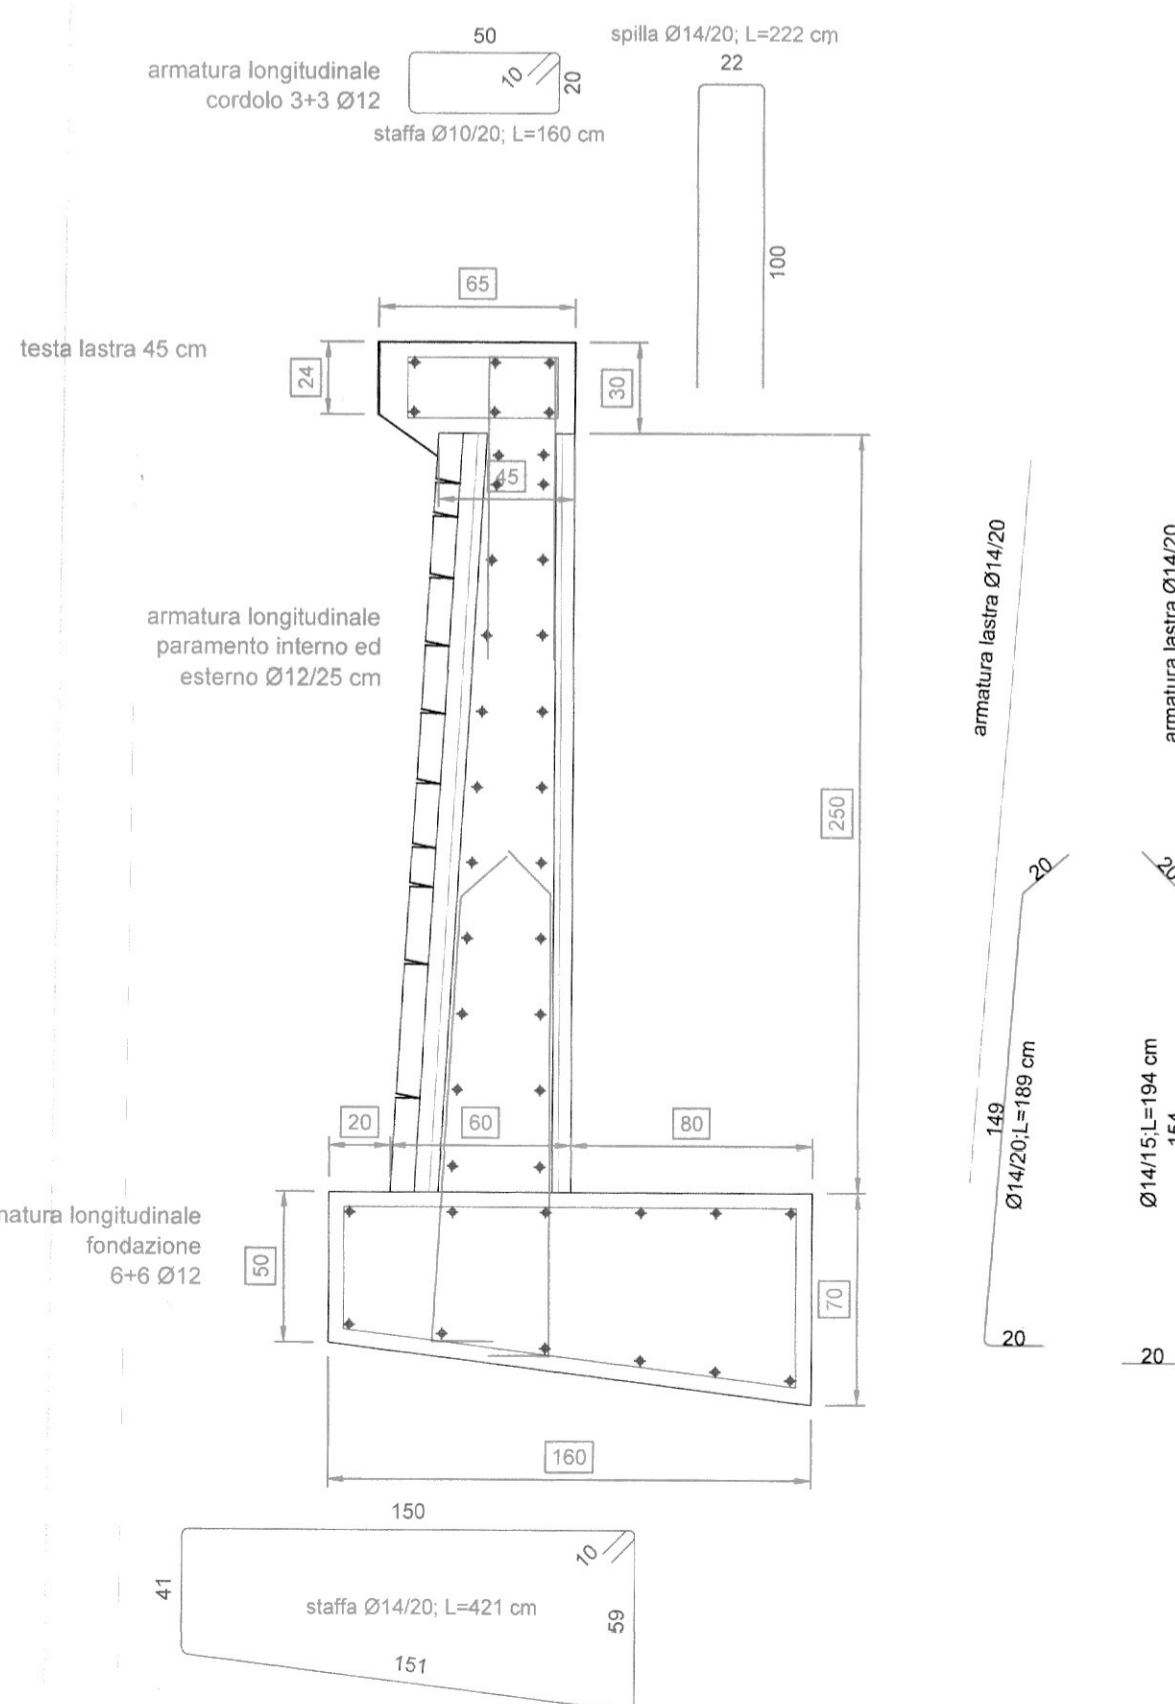 50
spilla Ø14/20; L=222 cm
22
armatura longitudinale
cordolo 3+3 Ø12
10
20
staffa Ø10/20; L=160 cm
100
65
testa lastra 45 cm
24
30
45
armatura longitudinale
paramento interno ed
esterno Ø12/25 cm
armatura lastra Ø14/20
armatura lastra Ø14/20
250
20
20
149
Ø14/20;L=189 cm
Ø14/15;L=194 cm
20
60
80
longitudinale
fondazione
6+6 Ø12
50
70
20
20
160
150
10
41
staffa Ø14/20; L=421 cm
59
151